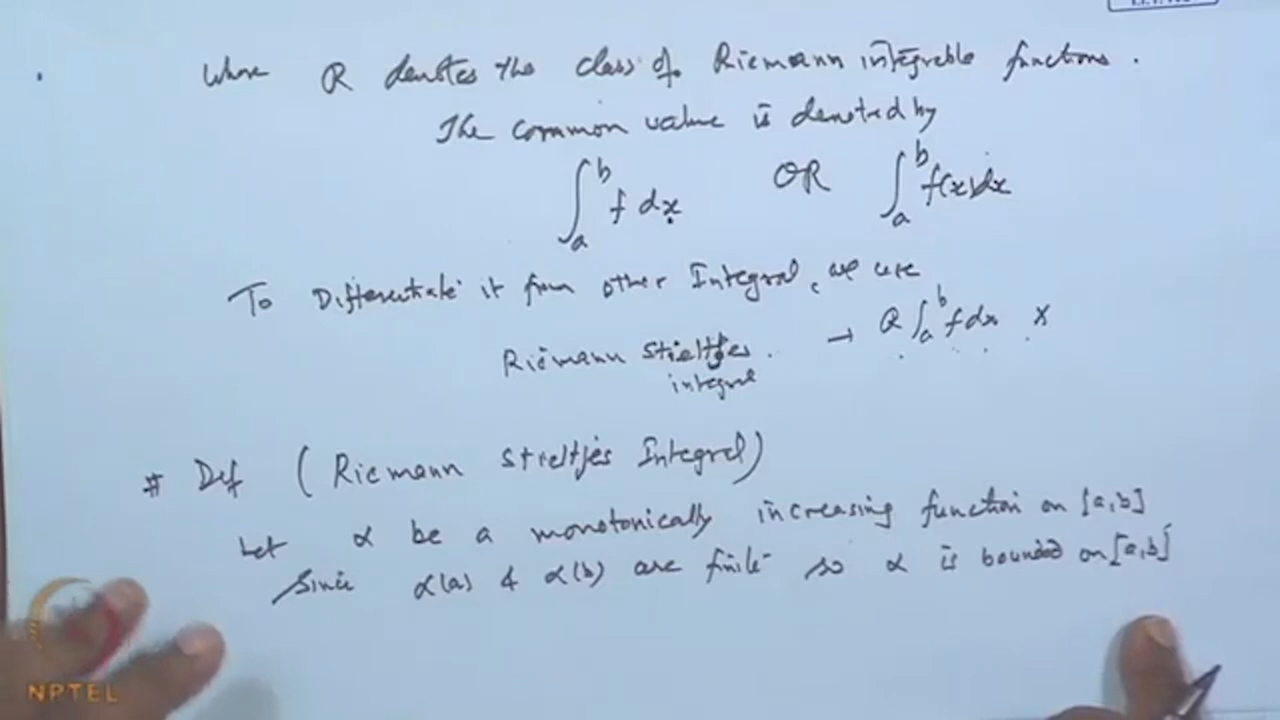 Where R denotes the class of Riemann integrable functions.
The common value is denoted by
∫_a^b f dx OR ∫_a^b f(x)dx
To Differentiate it from other Integral, we use
Riemann Stieltjes → R ∫_a^b f dx x
integral
# Def (Riemann Stieltjes Integral)
Let α be a monotonically increasing function on [a,b]
Since α(a) & α(b) are finite so α is bounded on [a,b]
NPTEL